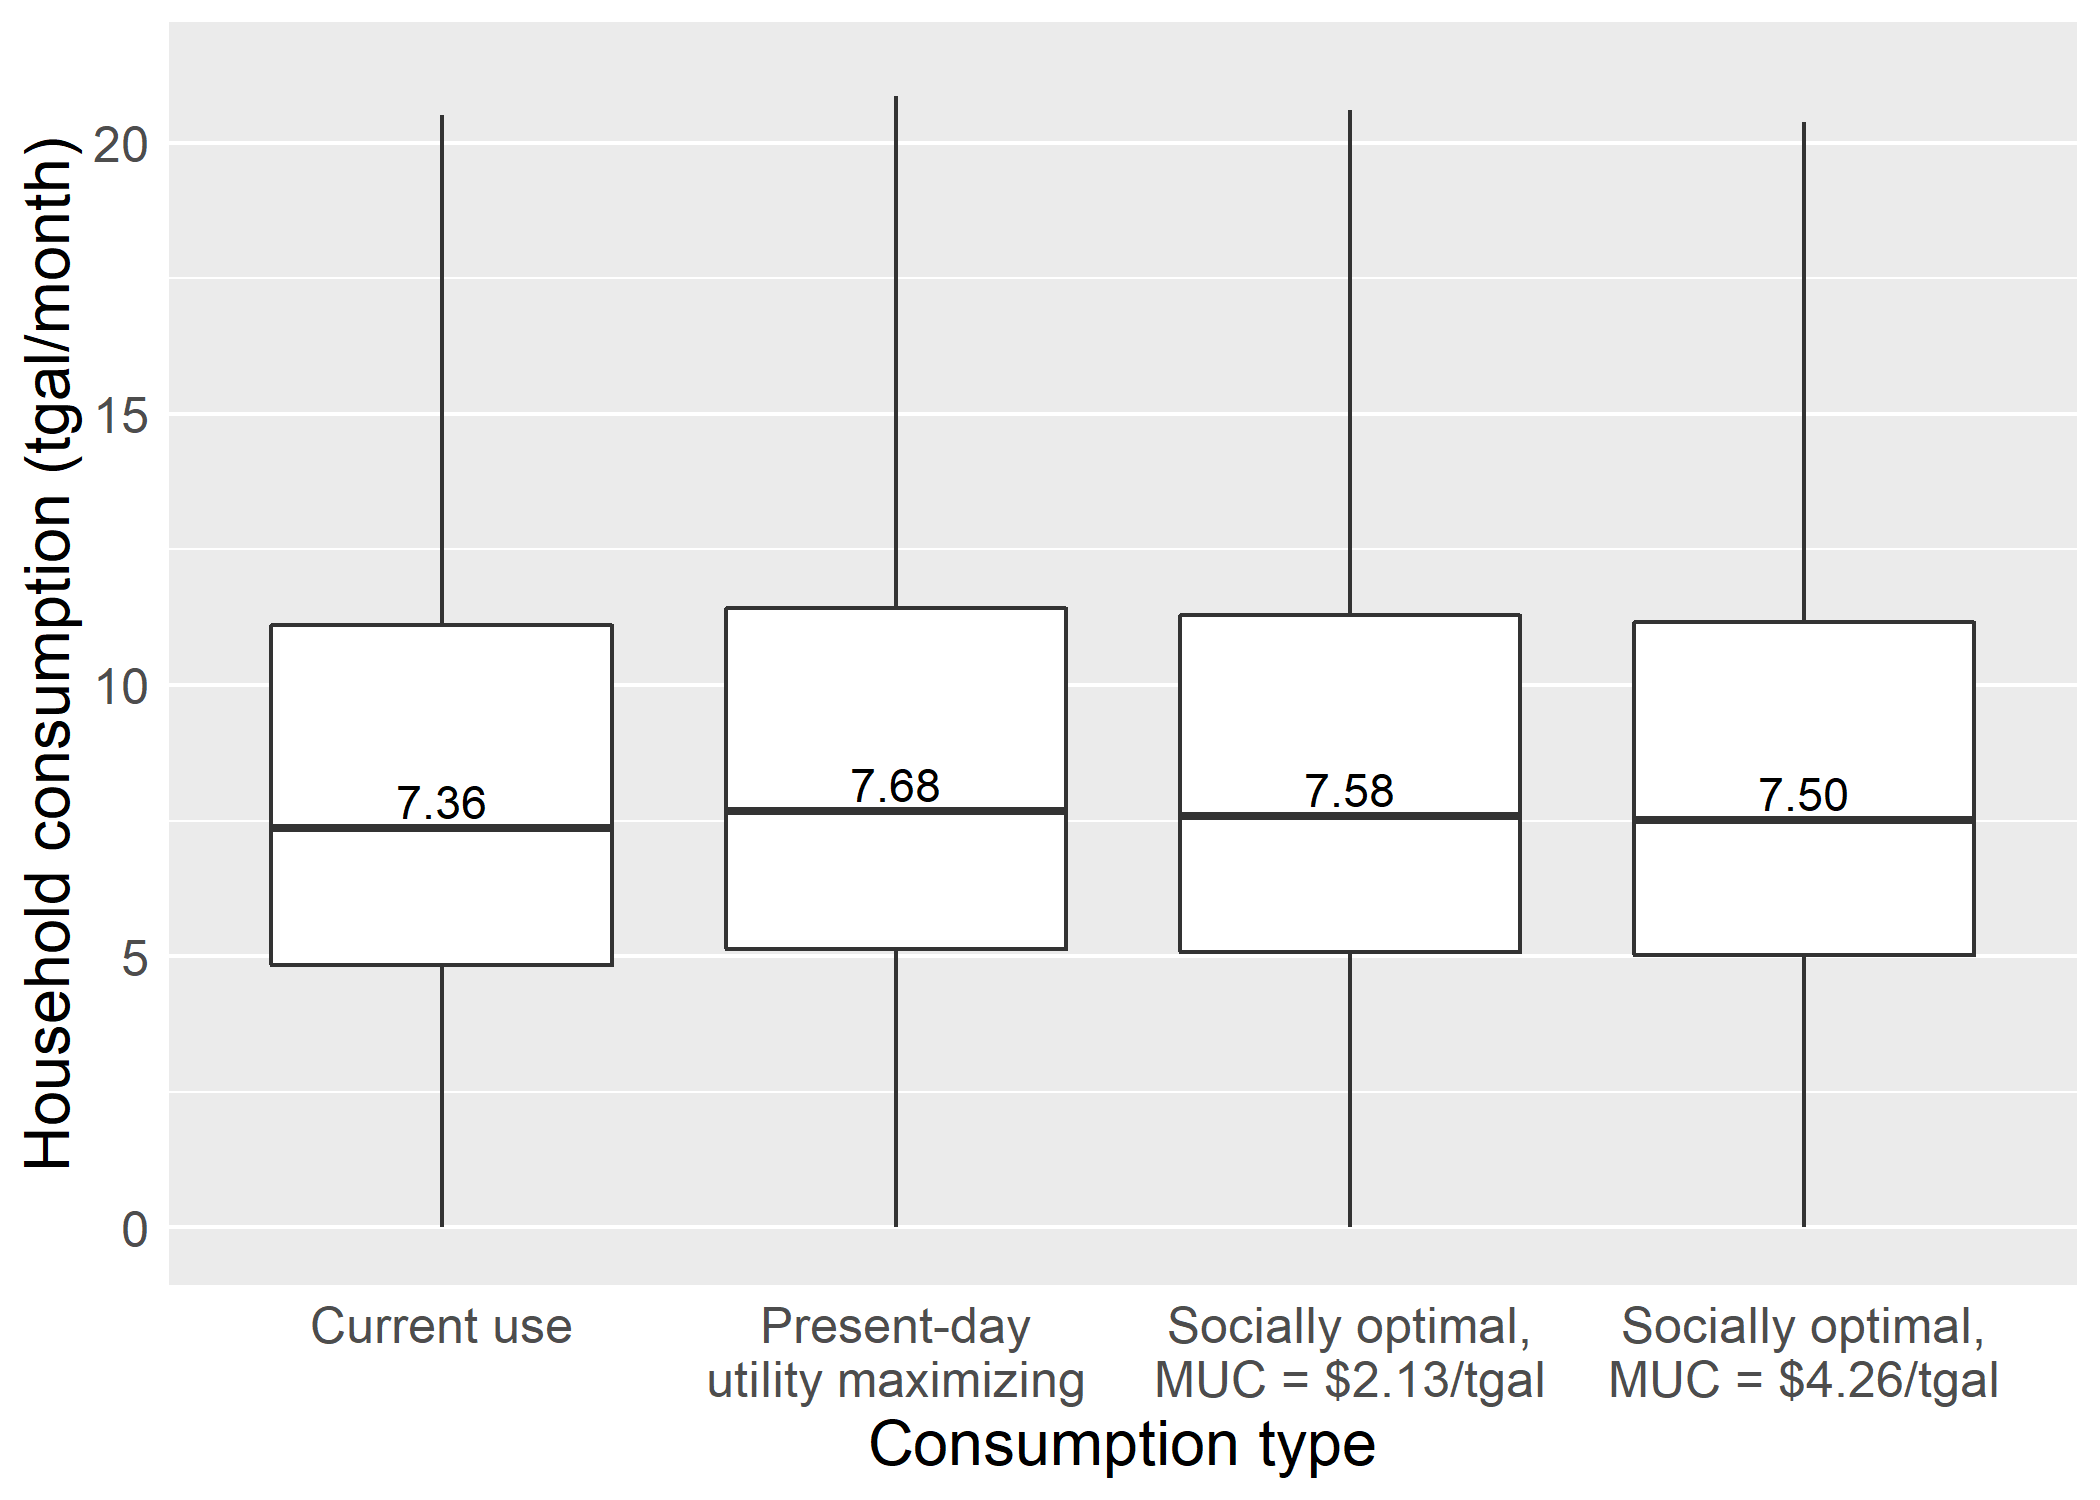 Household consumption (tgal/month)
20
15
10
5
0
7.36
7.68
7.58
7.50
Current use
Present-day
utility maximizing
Socially optimal,
MUC = $2.13/tgal
Socially optimal,
MUC = $4.26/tgal
Consumption type